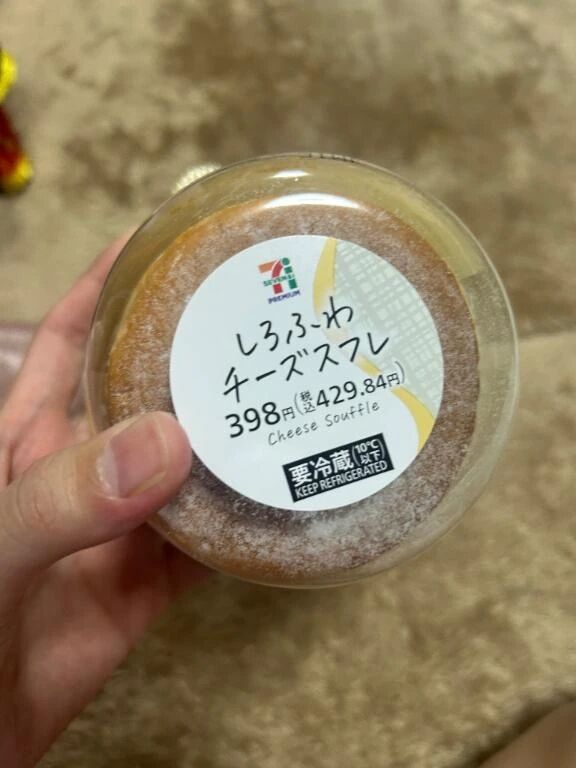 SEVEN&i
PREMIUM
しろふわ
チーズスフレ
398円(税込429.84円)
Cheese Souffle
要冷蔵(10℃以下)
KEEP REFRIGERATED